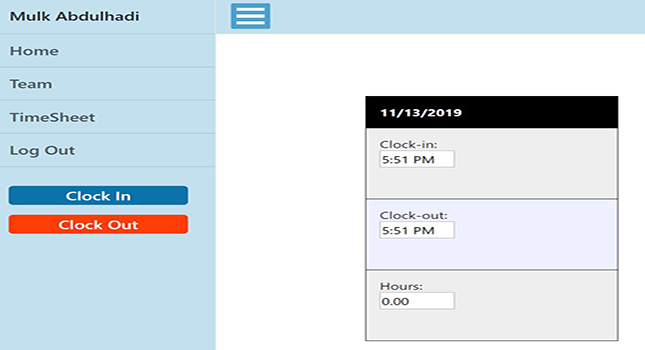 Mulk Abdulhadi
Home
Team
TimeSheet
Log Out
Clock In
Clock Out
11/13/2019
Clock-in:
5:51 PM
Clock-out:
5:51 PM
Hours:
0.00